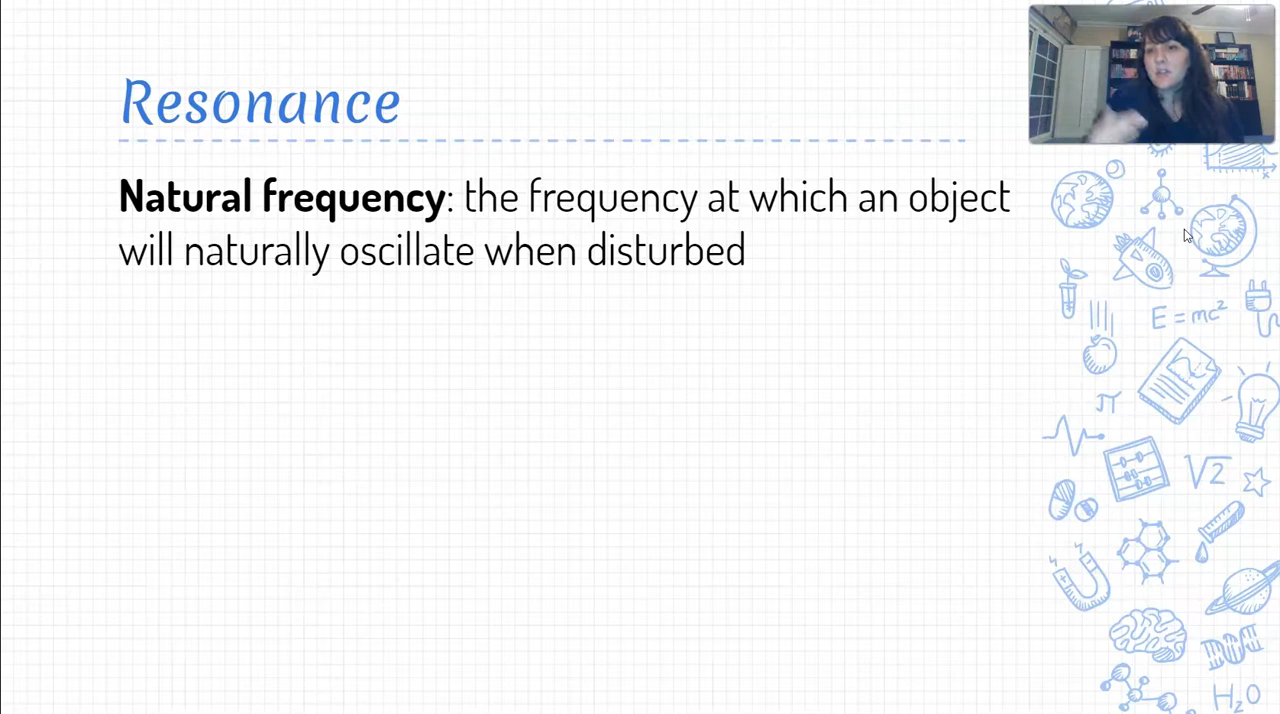 Resonance
Natural frequency: the frequency at which an object
will naturally oscillate when disturbed
E = mc²
π
√2
H₂O